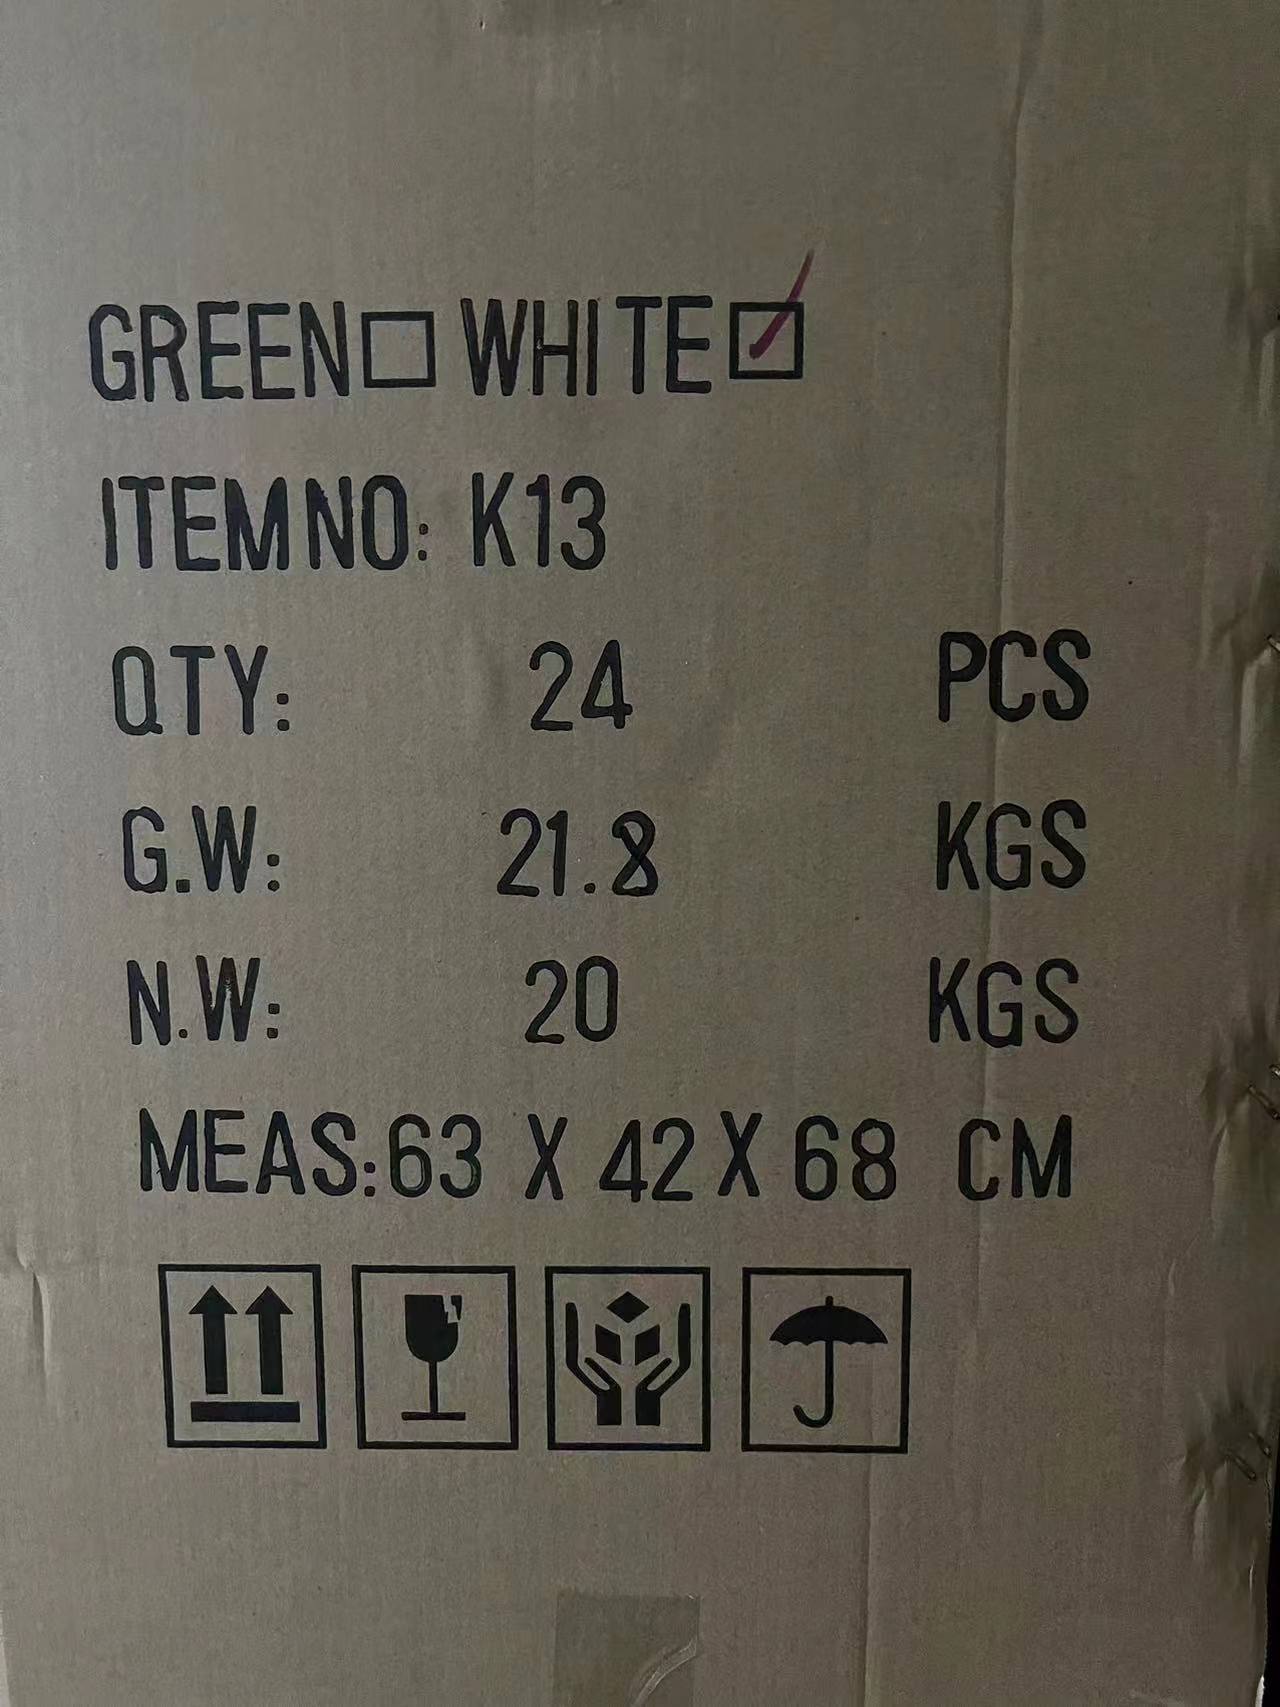 GREEN☐ WHITE☑
ITEM NO: K13
QTY: 24 PCS
G.W: 21.8 KGS
N.W: 20 KGS
MEAS:63 X 42 X 68 CM